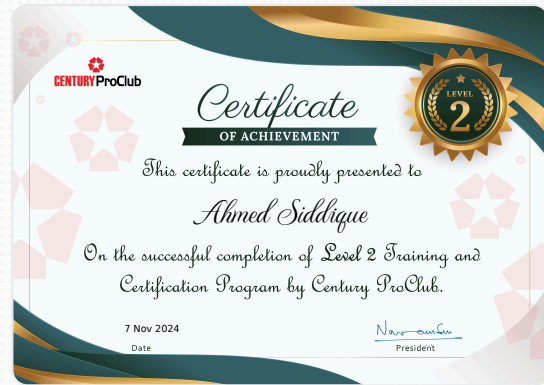 CENTURY ProClub
Certificate
OF ACHIEVEMENT
LEVEL
2
This certificate is proudly presented to
Ahmed Siddique
On the successful completion of Level 2 Training and
Certification Program by Century ProClub.
7 Nov 2024
Date
President